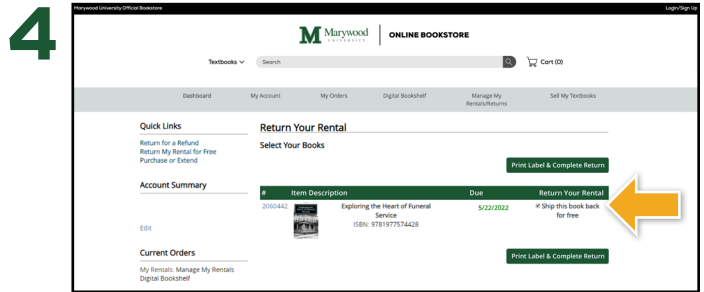 4
Marywood University Official Bookstore
Login/Sign Up
M Marywood
UNIVERSITY
ONLINE BOOKSTORE
Textbooks
Search
Cart (0)
Dashboard
My Account
My Orders
Digital Bookshelf
Manage My
Rentals/Returns
Sell My Textbooks
Quick Links
Return for a Refund
Return My Rental for Free
Purchase or Extend
Account Summary
Edit
Current Orders
My Rentals: Manage My Rentals
Digital Bookshelf
Return Your Rental
Select Your Books
Print Label & Complete Return
# Item Description Due Return Your Rental
2060442
Exploring the Heart of Funeral
Service
ISBN: 9781977574428
5/22/2022
Ship this book back
for free
Print Label & Complete Return